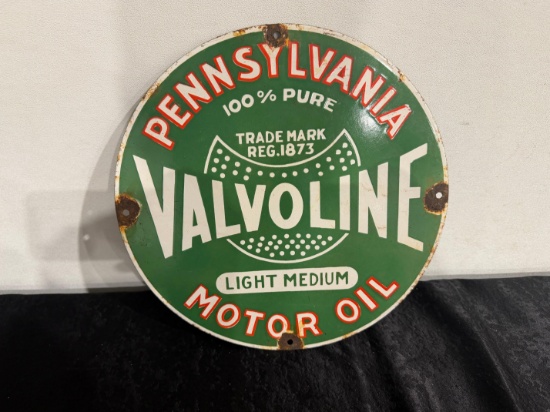 PENNSYLVANIA
100% PURE
TRADE MARK
REG. 1873
VALVOLINE
LIGHT MEDIUM
MOTOR OIL